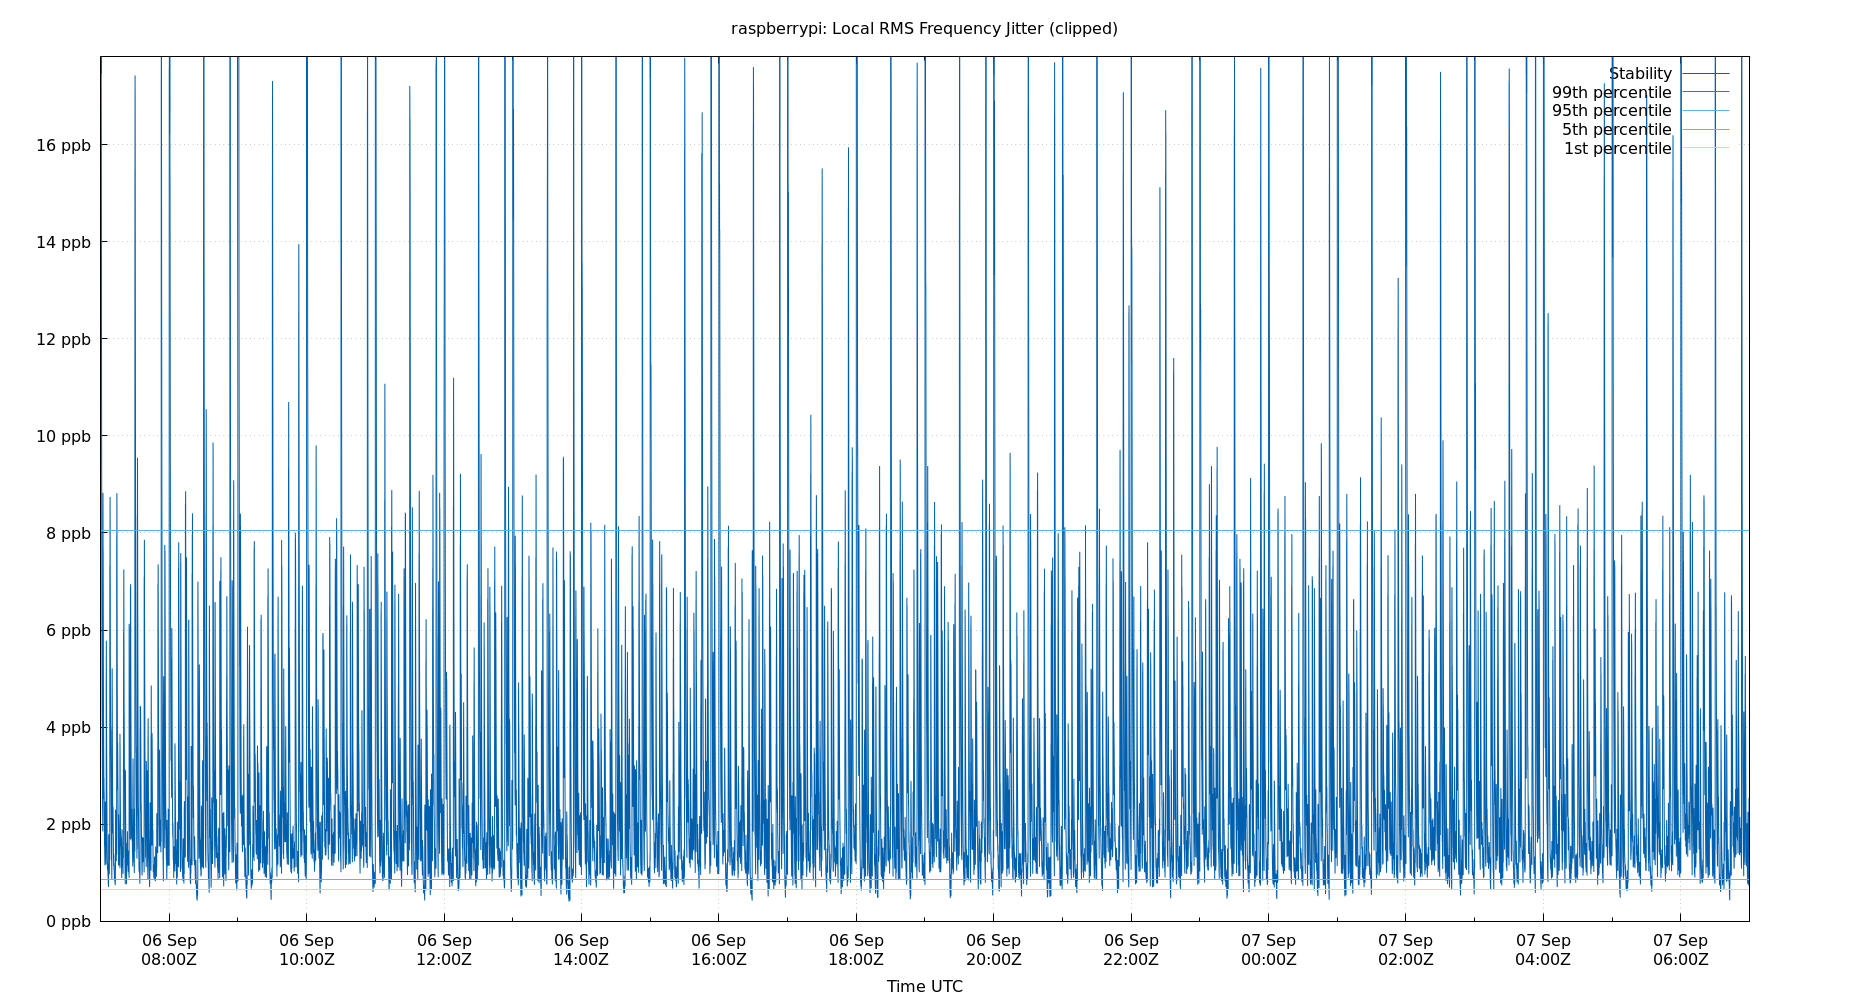 raspberrypi: Local RMS Frequency Jitter (clipped)
Stability
99th percentile
95th percentile
5th percentile
1st percentile
16 ppb
14 ppb
12 ppb
10 ppb
8 ppb
6 ppb
4 ppb
2 ppb
0 ppb
06 Sep 06 Sep 06 Sep 06 Sep 06 Sep 06 Sep 06 Sep 06 Sep 07 Sep 07 Sep 07 Sep 07 Sep
08:00Z 10:00Z 12:00Z 14:00Z 16:00Z 18:00Z 20:00Z 22:00Z 00:00Z 02:00Z 04:00Z 06:00Z
Time UTC